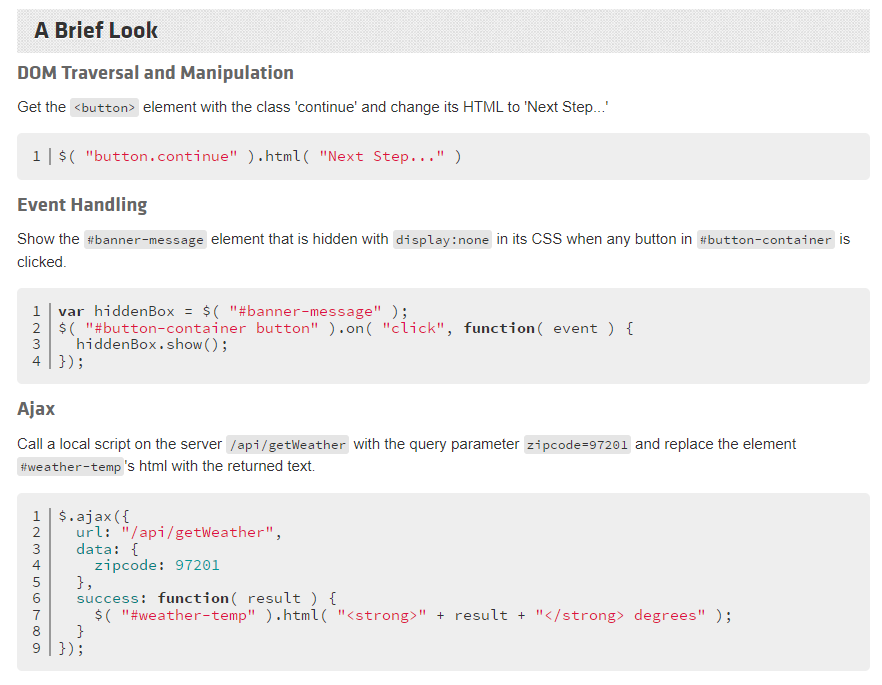 A Brief Look
DOM Traversal and Manipulation
Get the <button> element with the class 'continue' and change its HTML to 'Next Step...'
1 $( "button.continue" ).html( "Next Step..." )
Event Handling
Show the #banner-message element that is hidden with display:none in its CSS when any button in #button-container is
clicked.
1 var hiddenBox = $( "#banner-message" );
2 $( "#button-container button" ).on( "click", function( event ) {
3   hiddenBox.show();
4 });
Ajax
Call a local script on the server /api/getWeather with the query parameter zipcode=97201 and replace the element
#weather-temp's html with the returned text.
1 $.ajax({
2   url: "/api/getWeather",
3   data: {
4     zipcode: 97201
5   },
6   success: function( result ) {
7     $( "#weather-temp" ).html( "<strong>" + result + "</strong> degrees" );
8   }
9 });